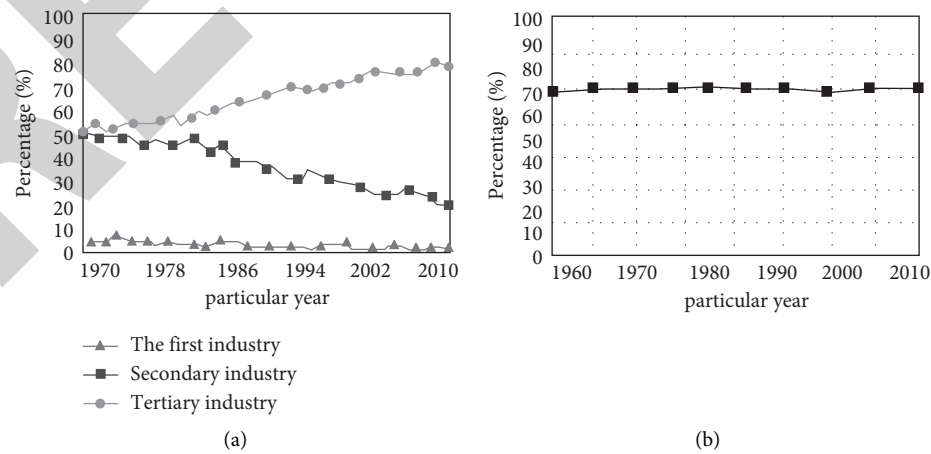 100
90
80
70
60
50
40
30
20
10
0
Percentage (%)
1970 1978 1986 1994 2002 2010
particular year
The first industry
Secondary industry
Tertiary industry
(a)
100
90
80
70
60
50
40
30
20
10
0
Percentage (%)
1960 1970 1980 1990 2000 2010
particular year
(b)